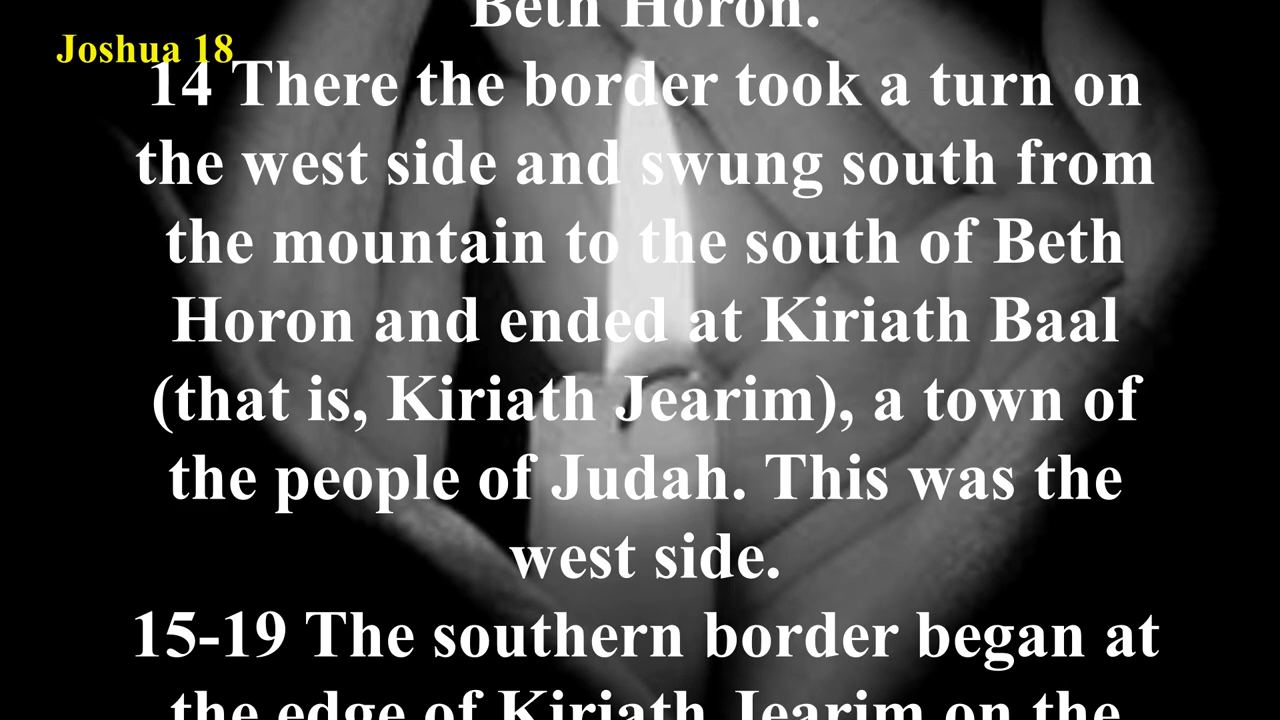 Beth Horon.
Joshua 18
14 There the border took a turn on
the west side and swung south from
the mountain to the south of Beth
Horon and ended at Kiriath Baal
(that is, Kiriath Jearim), a town of
the people of Judah. This was the
west side.
15-19 The southern border began at
the edge of Kiriath Jearim on the